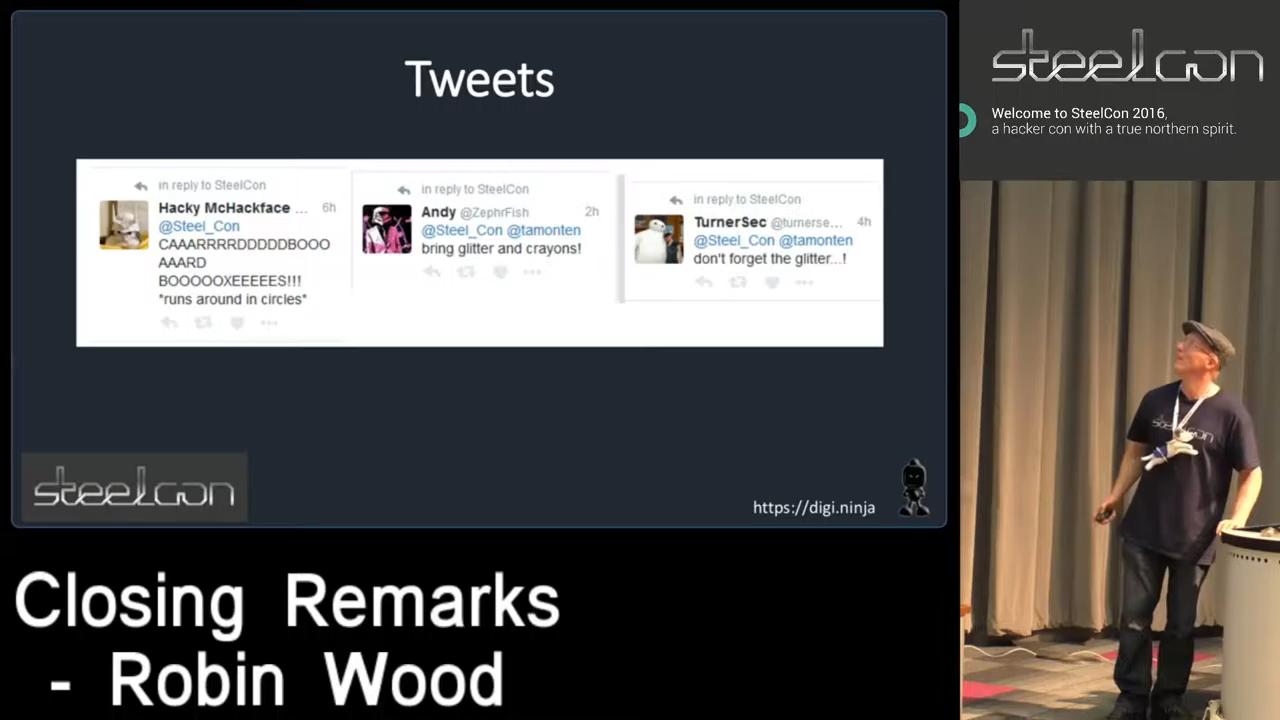 Tweets
in reply to SteelCon
Hacky McHackface ... 6h
@Steel_Con
CAAARRRRDDDDDBOOO
AAARD
BOOOOOXEEEEES!!!
*runs around in circles*
in reply to SteelCon
Andy @ZephrFish 2h
@Steel_Con @tamonten
bring glitter and crayons!
in reply to SteelCon
TurnerSec @turnerse... 4h
@Steel_Con @tamonten
don't forget the glitter...!
steelcon
https://digi.ninja
Closing Remarks
- Robin Wood
steelcon
Welcome to SteelCon 2016,
a hacker con with a true northern spirit.
steelcon